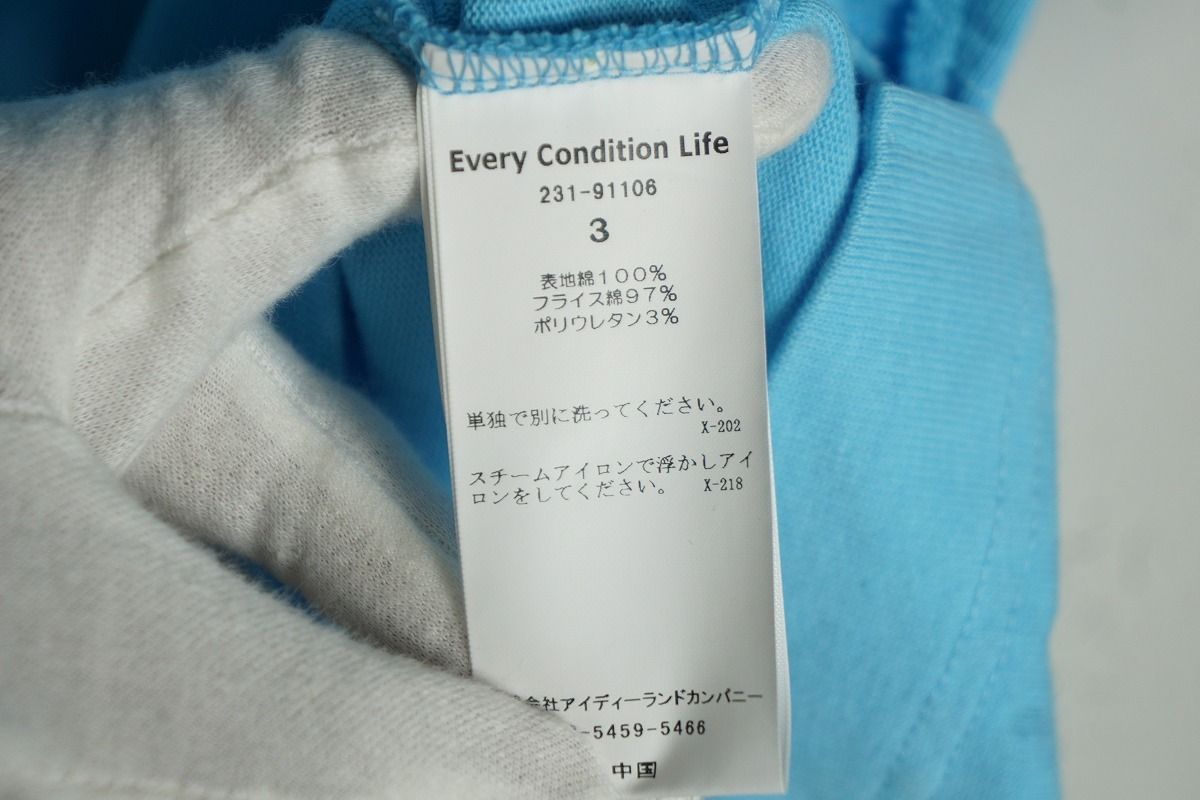 Every Condition Life
231-91106
3
表地綿100%
フライス綿97%
ポリウレタン3%
単独で別に洗ってください。
X-202
スチームアイロンで浮かしアイ
ロンをしてください。 X-218
会社アイディーランドカンパニー
-5459-5466
中国